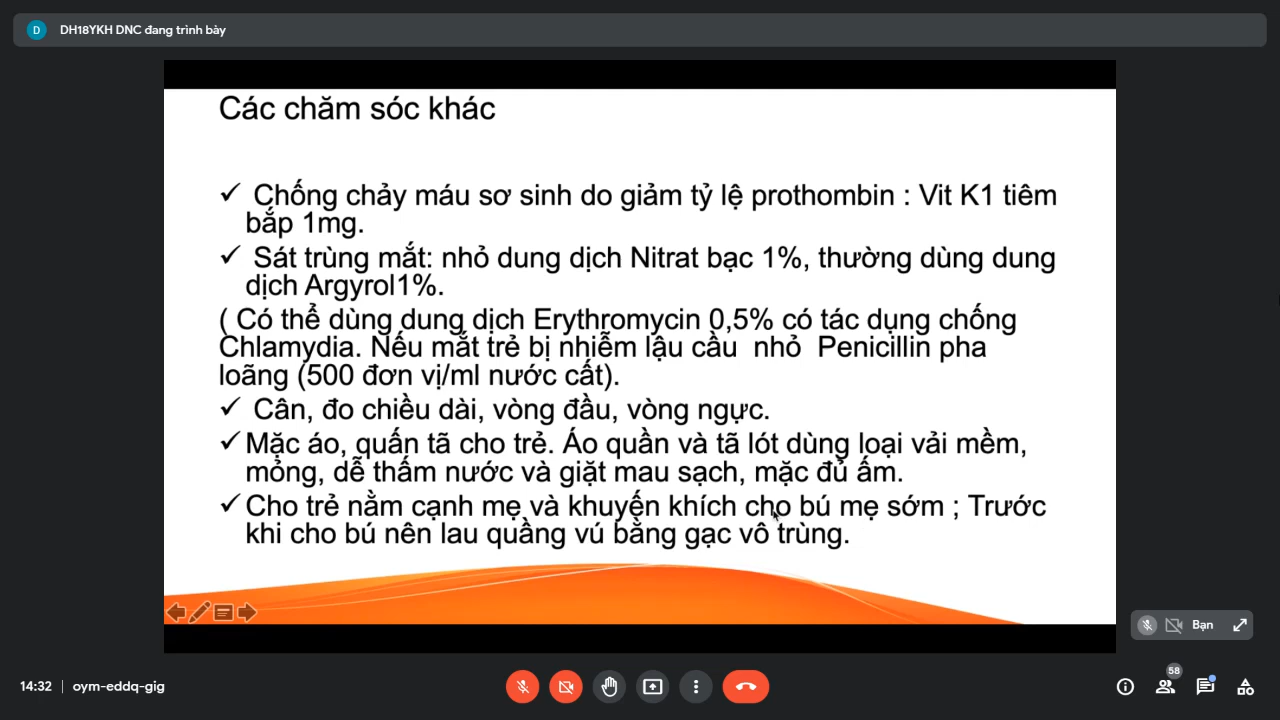 D
DH18YKH DNC đang trình bày
Các chăm sóc khác
✓ Chống chảy máu sơ sinh do giảm tỷ lệ prothombin : Vit K1 tiêm
bắp 1mg.
✓ Sát trùng mắt: nhỏ dung dịch Nitrat bạc 1%, thường dùng dung
dịch Argyrol1%.
( Có thể dùng dung dịch Erythromycin 0,5% có tác dụng chống
Chlamydia. Nếu mắt trẻ bị nhiễm lậu cầu nhỏ Penicillin pha
loãng (500 đơn vị/ml nước cất).
✓ Cân, đo chiều dài, vòng đầu, vòng ngực.
✓ Mặc áo, quấn tã cho trẻ. Áo quần và tã lót dùng loại vải mềm,
mỏng, dễ thấm nước và giặt mau sạch, mặc đủ ấm.
✓ Cho trẻ nằm cạnh mẹ và khuyến khích cho bú mẹ sớm ; Trước
khi cho bú nên lau quầng vú bằng gạc vô trùng.
Bạn
14:32 | oym-eddq-gig
58